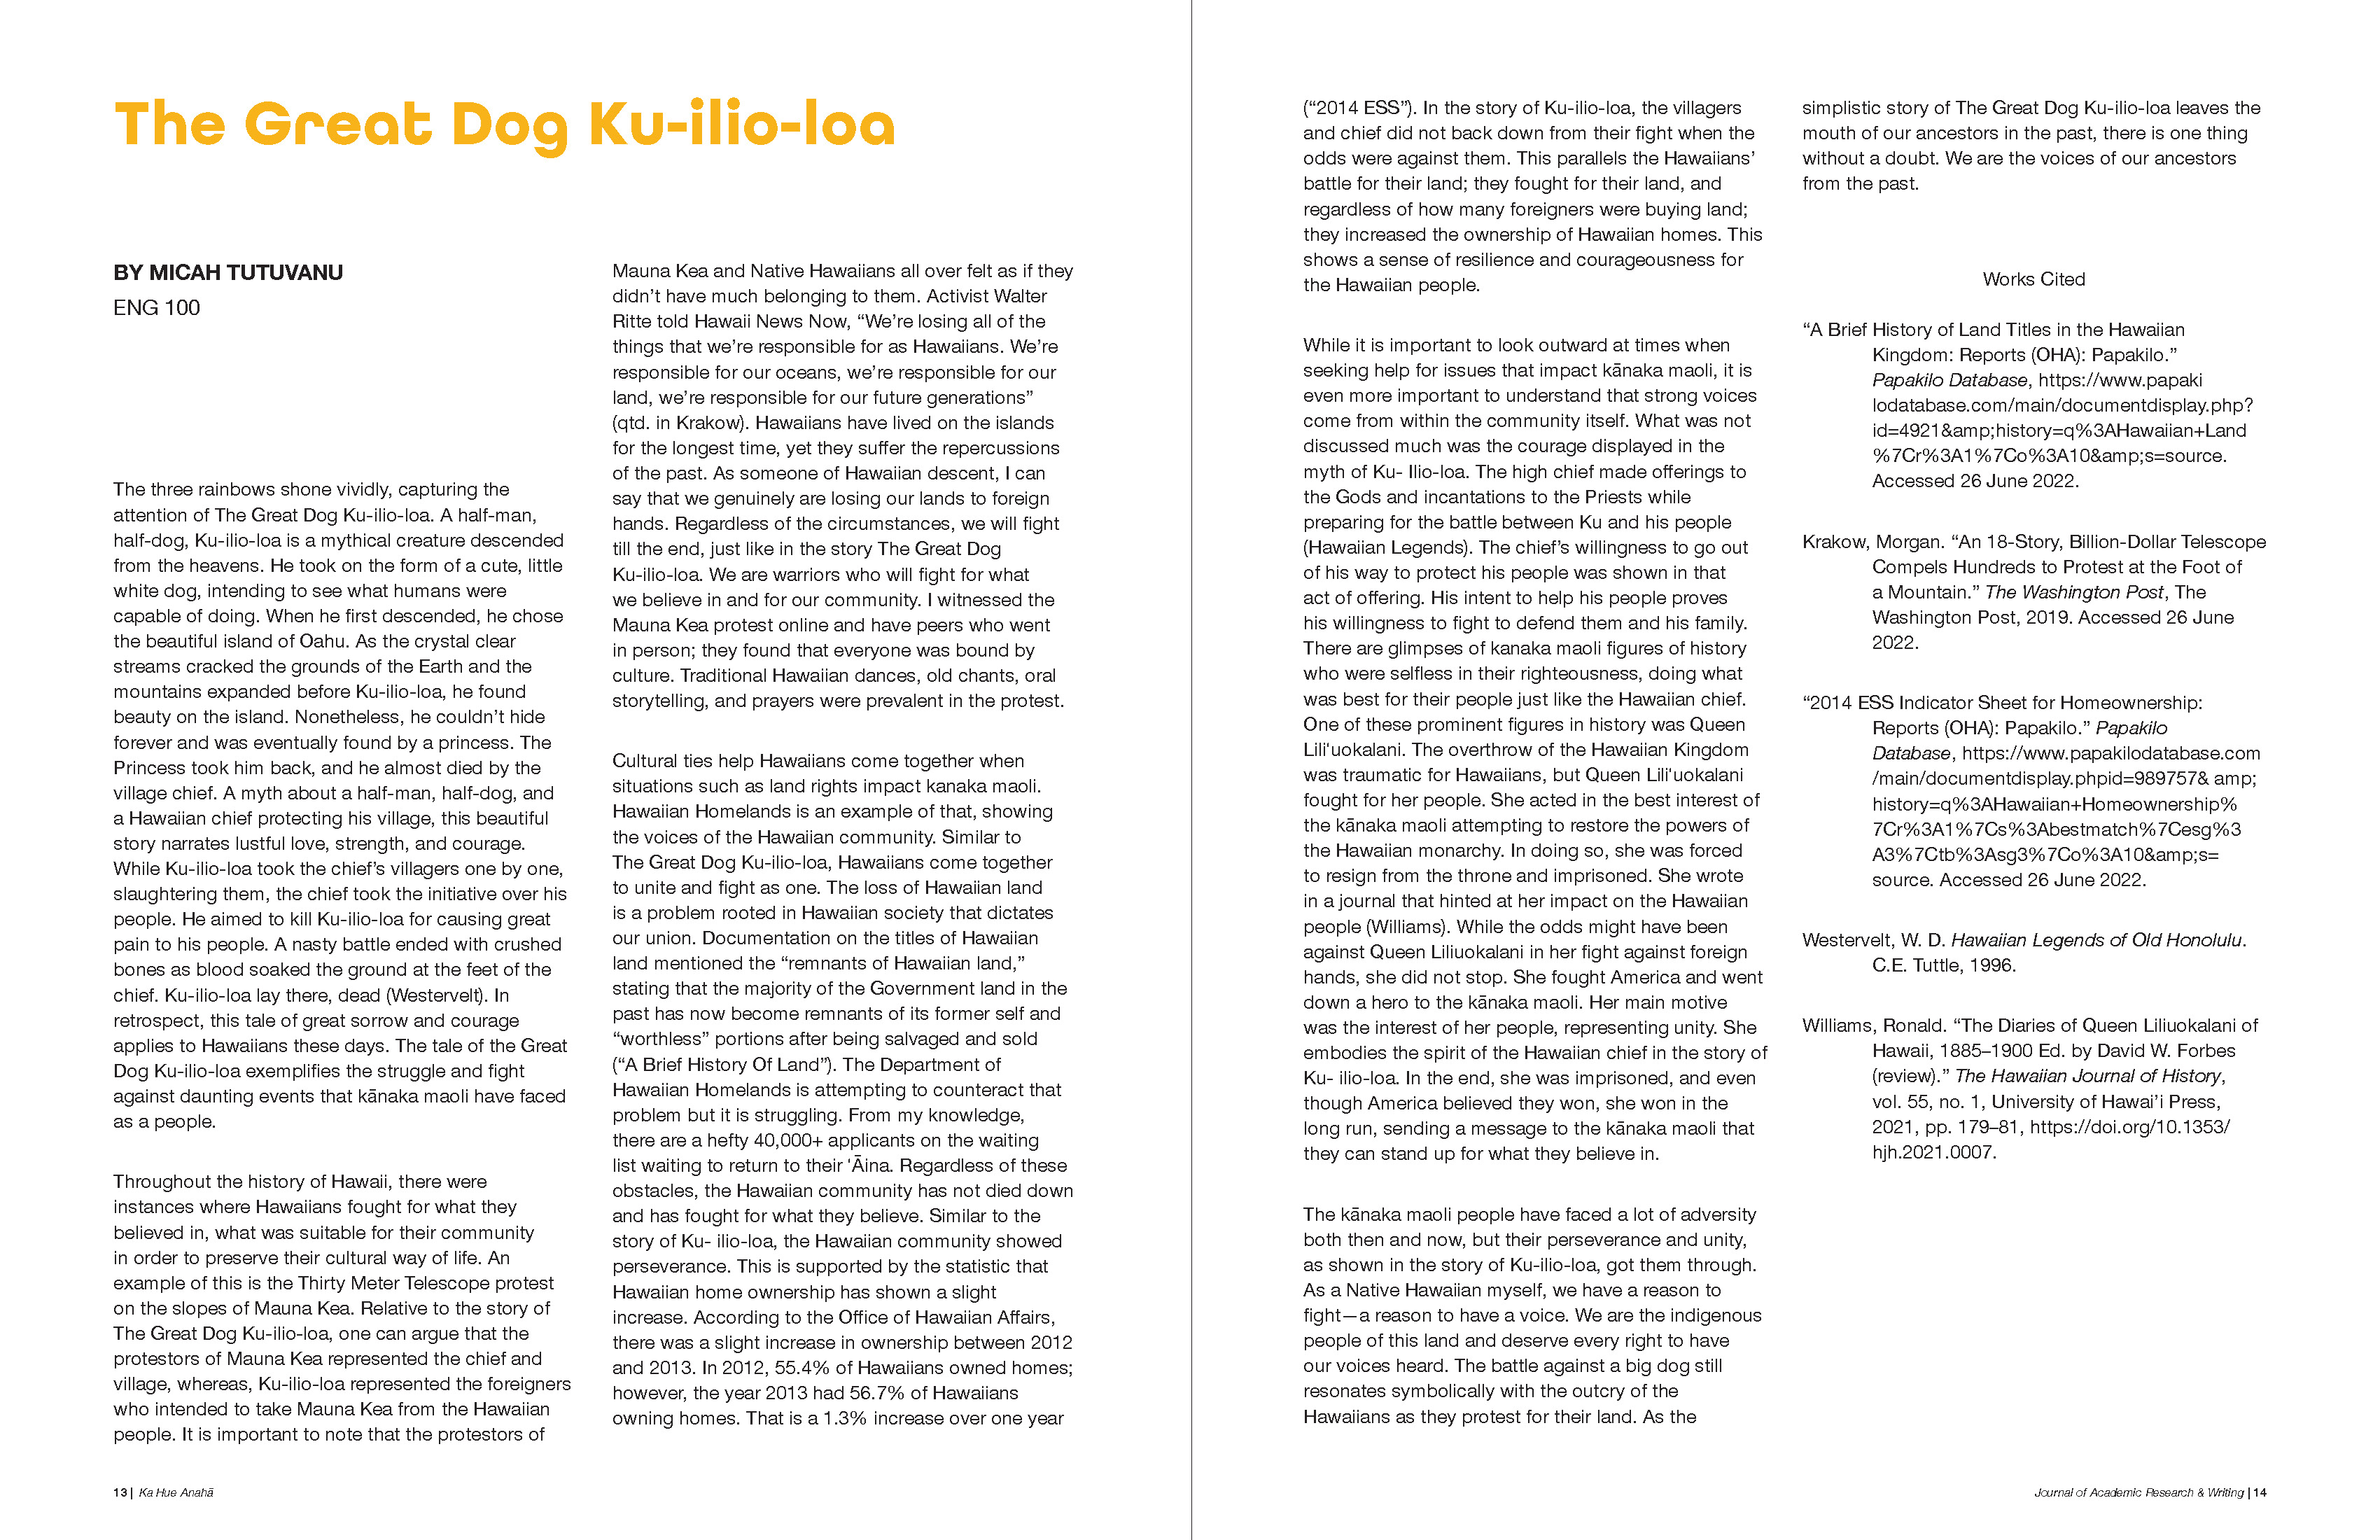 The Great Dog Ku-ilio-loa
BY MICAH TUTUVANU
ENG 100
The three rainbows shone vividly, capturing the
attention of The Great Dog Ku-ilio-loa. A half-man,
half-dog, Ku-ilio-loa is a mythical creature descended
from the heavens. He took on the form of a cute, little
white dog, intending to see what humans were
capable of doing. When he first descended, he chose
the beautiful island of Oahu. As the crystal clear
streams cracked the grounds of the Earth and the
mountains expanded before Ku-ilio-loa, he found
beauty on the island. Nonetheless, he couldn’t hide
forever and was eventually found by a princess. The
Princess took him back, and he almost died by the
village chief. A myth about a half-man, half-dog, and
a Hawaiian chief protecting his village, this beautiful
story narrates lustful love, strength, and courage.
While Ku-ilio-loa took the chief’s villagers one by one,
slaughtering them, the chief took the initiative over his
people. He aimed to kill Ku-ilio-loa for causing great
pain to his people. A nasty battle ended with crushed
bones as blood soaked the ground at the feet of the
chief. Ku-ilio-loa lay there, dead (Westervelt). In
retrospect, this tale of great sorrow and courage
applies to Hawaiians these days. The tale of the Great
Dog Ku-ilio-loa exemplifies the struggle and fight
against daunting events that kānaka maoli have faced
as a people.
Throughout the history of Hawaii, there were
instances where Hawaiians fought for what they
believed in, what was suitable for their community
in order to preserve their cultural way of life. An
example of this is the Thirty Meter Telescope protest
on the slopes of Mauna Kea. Relative to the story of
The Great Dog Ku-ilio-loa, one can argue that the
protestors of Mauna Kea represented the chief and
village, whereas, Ku-ilio-loa represented the foreigners
who intended to take Mauna Kea from the Hawaiian
people. It is important to note that the protestors of
Mauna Kea and Native Hawaiians all over felt as if they
didn’t have much belonging to them. Activist Walter
Ritte told Hawaii News Now, “We’re losing all of the
things that we’re responsible for as Hawaiians. We’re
responsible for our oceans, we’re responsible for our
land, we’re responsible for our future generations”
(qtd. in Krakow). Hawaiians have lived on the islands
for the longest time, yet they suffer the repercussions
of the past. As someone of Hawaiian descent, I can
say that we genuinely are losing our lands to foreign
hands. Regardless of the circumstances, we will fight
till the end, just like in the story The Great Dog
Ku-ilio-loa. We are warriors who will fight for what
we believe in and for our community. I witnessed the
Mauna Kea protest online and have peers who went
in person; they found that everyone was bound by
culture. Traditional Hawaiian dances, old chants, oral
storytelling, and prayers were prevalent in the protest.
Cultural ties help Hawaiians come together when
situations such as land rights impact kanaka maoli.
Hawaiian Homelands is an example of that, showing
the voices of the Hawaiian community. Similar to
The Great Dog Ku-ilio-loa, Hawaiians come together
to unite and fight as one. The loss of Hawaiian land
is a problem rooted in Hawaiian society that dictates
our union. Documentation on the titles of Hawaiian
land mentioned the “remnants of Hawaiian land,”
stating that the majority of the Government land in the
past has now become remnants of its former self and
“worthless” portions after being salvaged and sold
(“A Brief History Of Land”). The Department of
Hawaiian Homelands is attempting to counteract that
problem but it is struggling. From my knowledge,
there are a hefty 40,000+ applicants on the waiting
list waiting to return to their ʻĀina. Regardless of these
obstacles, the Hawaiian community has not died down
and has fought for what they believe. Similar to the
story of Ku- ilio-loa, the Hawaiian community showed
perseverance. This is supported by the statistic that
Hawaiian home ownership has shown a slight
increase. According to the Office of Hawaiian Affairs,
there was a slight increase in ownership between 2012
and 2013. In 2012, 55.4% of Hawaiians owned homes;
however, the year 2013 had 56.7% of Hawaiians
owning homes. That is a 1.3% increase over one year
13 | Ka Hue Anahā
(“2014 ESS”). In the story of Ku-ilio-loa, the villagers
and chief did not back down from their fight when the
odds were against them. This parallels the Hawaiians’
battle for their land; they fought for their land, and
regardless of how many foreigners were buying land;
they increased the ownership of Hawaiian homes. This
shows a sense of resilience and courageousness for
the Hawaiian people.
While it is important to look outward at times when
seeking help for issues that impact kānaka maoli, it is
even more important to understand that strong voices
come from within the community itself. What was not
discussed much was the courage displayed in the
myth of Ku- Ilio-loa. The high chief made offerings to
the Gods and incantations to the Priests while
preparing for the battle between Ku and his people
(Hawaiian Legends). The chief’s willingness to go out
of his way to protect his people was shown in that
act of offering. His intent to help his people proves
his willingness to fight to defend them and his family.
There are glimpses of kanaka maoli figures of history
who were selfless in their righteousness, doing what
was best for their people just like the Hawaiian chief.
One of these prominent figures in history was Queen
Liliʻuokalani. The overthrow of the Hawaiian Kingdom
was traumatic for Hawaiians, but Queen Liliʻuokalani
fought for her people. She acted in the best interest of
the kānaka maoli attempting to restore the powers of
the Hawaiian monarchy. In doing so, she was forced
to resign from the throne and imprisoned. She wrote
in a journal that hinted at her impact on the Hawaiian
people (Williams). While the odds might have been
against Queen Liliuokalani in her fight against foreign
hands, she did not stop. She fought America and went
down a hero to the kānaka maoli. Her main motive
was the interest of her people, representing unity. She
embodies the spirit of the Hawaiian chief in the story of
Ku- ilio-loa. In the end, she was imprisoned, and even
though America believed they won, she won in the
long run, sending a message to the kānaka maoli that
they can stand up for what they believe in.
The kānaka maoli people have faced a lot of adversity
both then and now, but their perseverance and unity,
as shown in the story of Ku-ilio-loa, got them through.
As a Native Hawaiian myself, we have a reason to
fight—a reason to have a voice. We are the indigenous
people of this land and deserve every right to have
our voices heard. The battle against a big dog still
resonates symbolically with the outcry of the
Hawaiians as they protest for their land. As the
simplistic story of The Great Dog Ku-ilio-loa leaves the
mouth of our ancestors in the past, there is one thing
without a doubt. We are the voices of our ancestors
from the past.
Works Cited
“A Brief History of Land Titles in the Hawaiian
Kingdom: Reports (OHA): Papakilo.”
Papakilo Database, https://www.papaki
lodatabase.com/main/documentdisplay.php?
id=4921&amp;history=q%3AHawaiian+Land
%7Cr%3A1%7Co%3A10&amp;s=source.
Accessed 26 June 2022.
Krakow, Morgan. “An 18-Story, Billion-Dollar Telescope
Compels Hundreds to Protest at the Foot of
a Mountain.” The Washington Post, The
Washington Post, 2019. Accessed 26 June
2022.
“2014 ESS Indicator Sheet for Homeownership:
Reports (OHA): Papakilo.” Papakilo
Database, https://www.papakilodatabase.com
/main/documentdisplay.phpid=989757& amp;
history=q%3AHawaiian+Homeownership%
7Cr%3A1%7Cs%3Abestmatch%7Cesg%3
A3%7Ctb%3Asg3%7Co%3A10&amp;s=
source. Accessed 26 June 2022.
Westervelt, W. D. Hawaiian Legends of Old Honolulu.
C.E. Tuttle, 1996.
Williams, Ronald. “The Diaries of Queen Liliuokalani of
Hawaii, 1885–1900 Ed. by David W. Forbes
(review).” The Hawaiian Journal of History,
vol. 55, no. 1, University of Hawai’i Press,
2021, pp. 179–81, https://doi.org/10.1353/
hjh.2021.0007.
Journal of Academic Research & Writing | 14